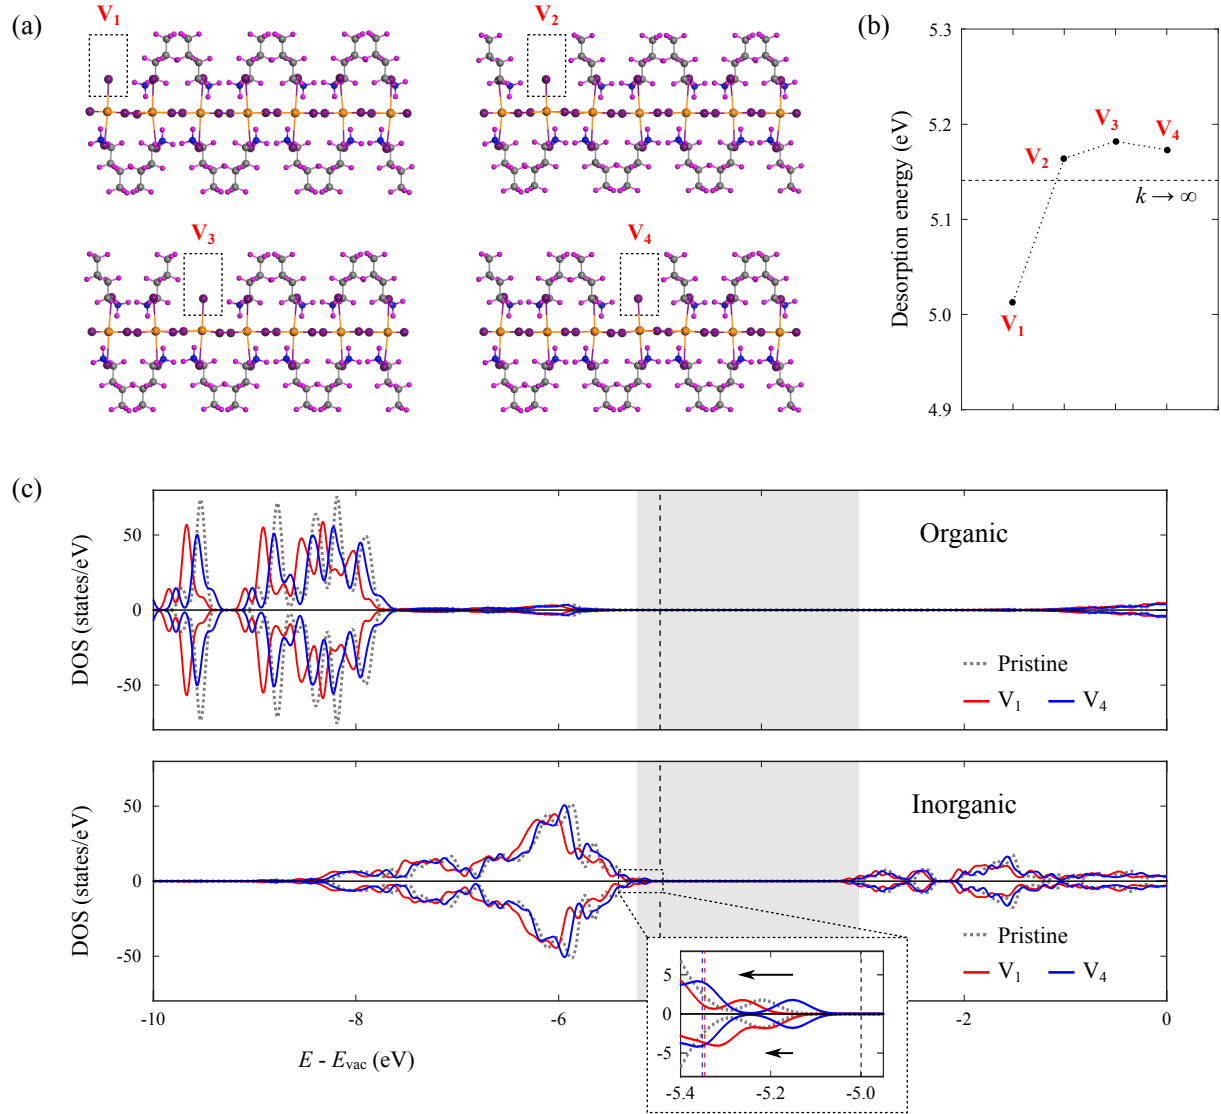 (a)
V1
V2
V3
V4
(b)
5.3
5.2
5.1
5.0
4.9
Desorption energy (eV)
V1
V2
V3
V4
k → ∞
(c)
DOS (states/eV)
50
0
-50
Organic
Pristine
V1 V4
DOS (states/eV)
50
0
-50
Inorganic
Pristine
V1 V4
-10 -8 -6 -2 0
E - Evac (eV)
5
0
-5
-5.4 -5.2 -5.0